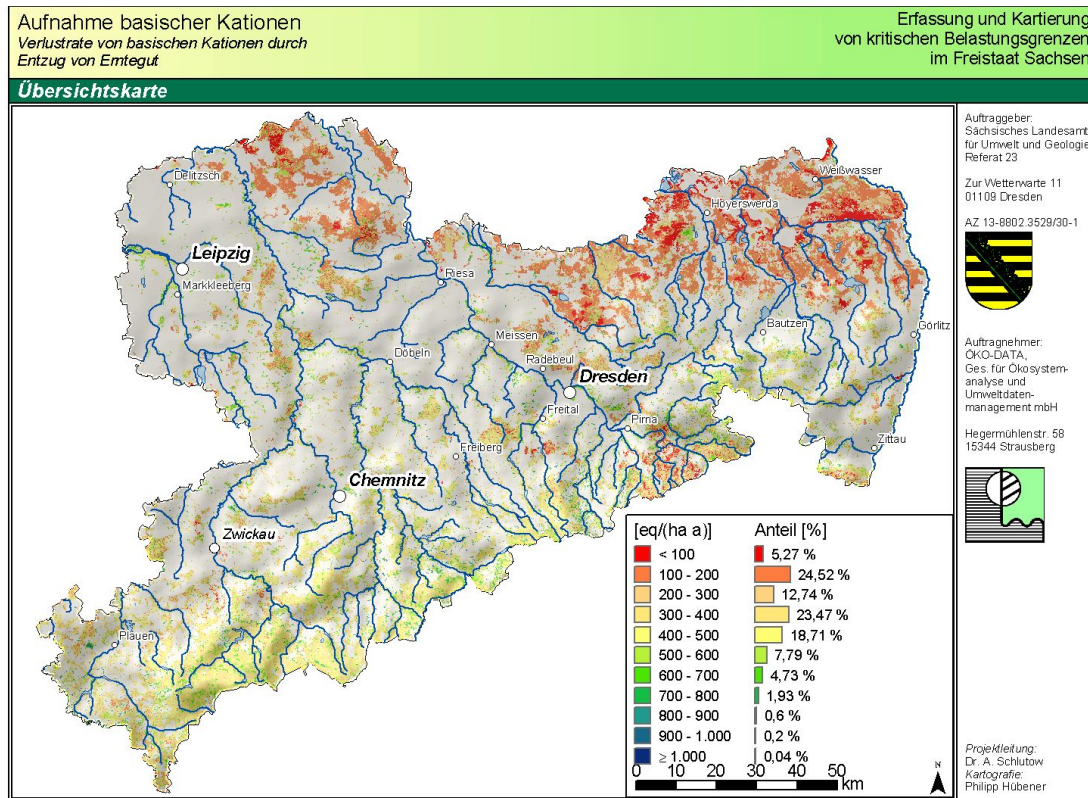 Aufnahme basischer Kationen
Verlustrate von basischen Kationen durch
Entzug von Erntegut
Erfassung und Kartierung
von kritischen Belastungsgrenzen
im Freistaat Sachsen
Übersichtskarte
Delitzsch
Leipzig
Markkleeberg
Riesa
Döbeln
Meissen
Radebeul
Dresden
Freital
Pirna
Freiberg
Chemnitz
Zwickau
Plauen
Weißwasser
Hoyerswerda
Bautzen
Görlitz
Zittau
[eq/(ha a)] Anteil [%]
< 100 5,27 %
100 - 200 24,52 %
200 - 300 12,74 %
300 - 400 23,47 %
400 - 500 18,71 %
500 - 600 7,79 %
600 - 700 4,73 %
700 - 800 1,93 %
800 - 900 0,6 %
900 - 1.000 0,2 %
≥ 1.000 0,04 %
0 10 20 30 40 50
km
N
Auftraggeber:
Sächsisches Landesamt
für Umwelt und Geologie
Referat 23
Zur Wetterwarte 11
01109 Dresden
AZ 13-8802.3529/30-1
Auftragnehmer:
ÖKO-DATA,
Ges. für Ökosystem-
analyse und
Umweltdaten-
management mbH
Hegermühlenstr. 58
15344 Strausberg
Projektleitung:
Dr. A. Schlutow
Kartografie:
Philipp Hübener